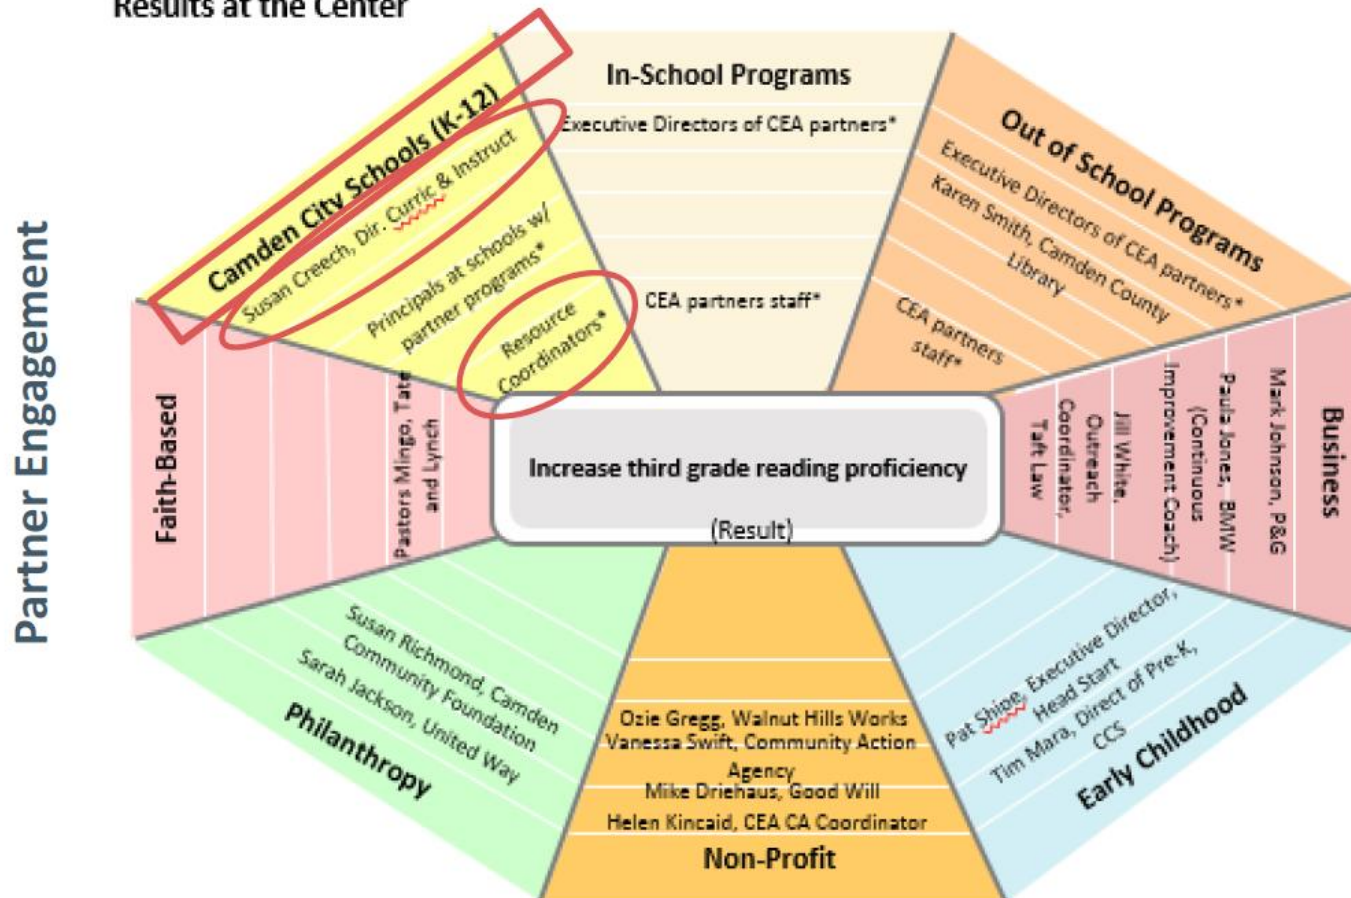 Results at the Center
Partner Engagement
Camden City Schools (K-12)
Susan Creech, Dir. Curric & Instruct
Principals at schools w/
partner programs*
Resource
Coordinators*
In-School Programs
Executive Directors of CEA partners*
CEA partners staff*
Out of School Programs
Executive Directors of CEA partners*
Karen Smith, Camden County
Library
CEA partners
staff*
Business
Mark Johnson, P&G
Paula Jones, BMW
(Continuous
Improvement Coach)
Jill White,
Outreach
Coordinator,
Taft Law
Early Childhood
Tim Mara, Direct of Pre-K,
CCS
Pat Shipe, Executive Director,
Head Start
Non-Profit
Ozie Gregg, Walnut Hills Works
Vanessa Swift, Community Action
Agency
Mike Driehaus, Good Will
Helen Kincaid, CEA CA Coordinator
Philanthropy
Susan Richmond, Camden
Community Foundation
Sarah Jackson, United Way
Faith-Based
Pastors Mingo, Tate
and Lynch
Increase third grade reading proficiency
(Result)